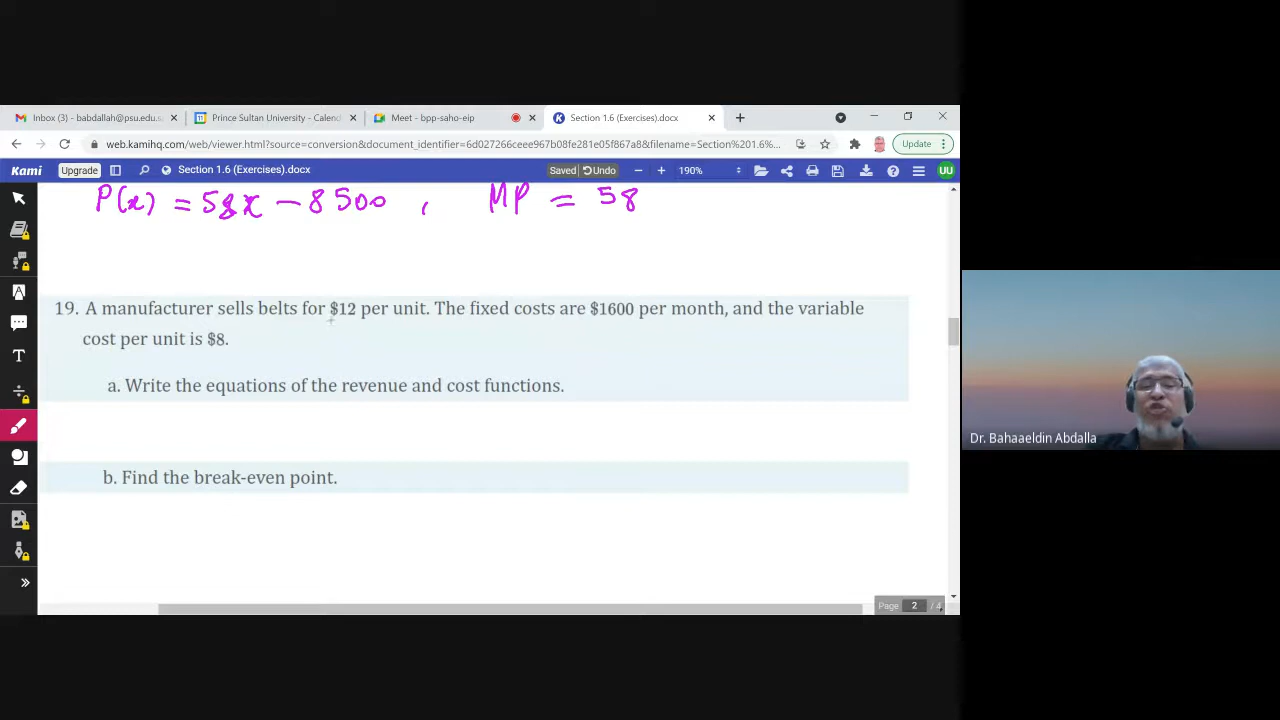 Inbox (3) - babdallah@psu.edu.s
Prince Sultan University - Calend
Meet - bpp-saho-eip
Section 1.6 (Exercises).docx
web.kamihq.com/web/viewer.html?source=conversion&document_identifier=6d027266ceee967b08fe281e05f867a8&filename=Section%201.6%...
Update
Kami
Upgrade
Section 1.6 (Exercises).docx
Saved
Undo
190%
UU
P(x) = 58x - 8500 , MP = 58
19. A manufacturer sells belts for $12 per unit. The fixed costs are $1600 per month, and the variable
cost per unit is $8.
a. Write the equations of the revenue and cost functions.
b. Find the break-even point.
Page 2 / 4
Dr. Bahaaeldin Abdalla